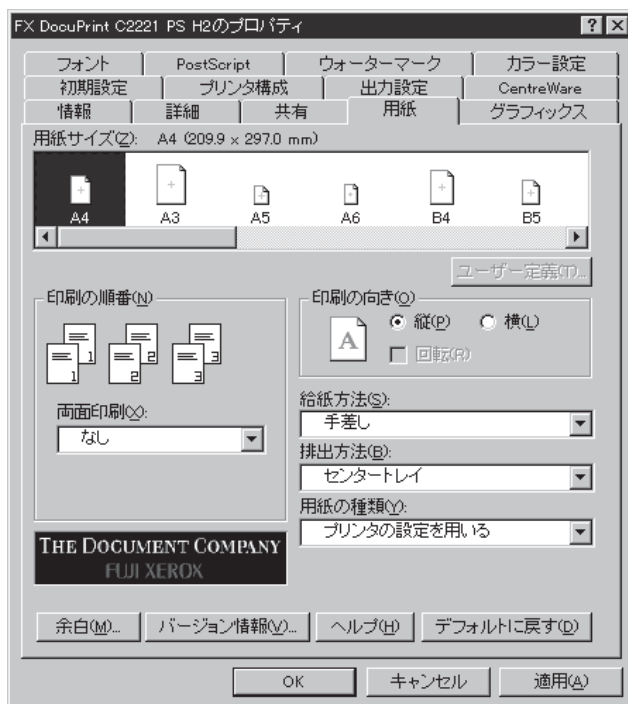 FX DocuPrint C2221 PS H2のプロパティ
フォント PostScript ウォーターマーク カラー設定
初期設定 プリンタ構成 出力設定 CentreWare
情報 詳細 共有 用紙 グラフィックス
用紙サイズ(Z): A4 (209.9 × 297.0 mm)
A4 A3 A5 A6 B4 B5
ユーザー定義(T)...
印刷の順番(N)
1 1 2 2 3 3
両面印刷(X):
なし
印刷の向き(O)
A
縦(P) 横(L)
回転(R)
給紙方法(S):
手差し
排出方法(B):
センタートレイ
用紙の種類(Y):
プリンタの設定を用いる
THE DOCUMENT COMPANY
FUJI XEROX
余白(M)... バージョン情報(V)... ヘルプ(H) デフォルトに戻す(D)
OK キャンセル 適用(A)